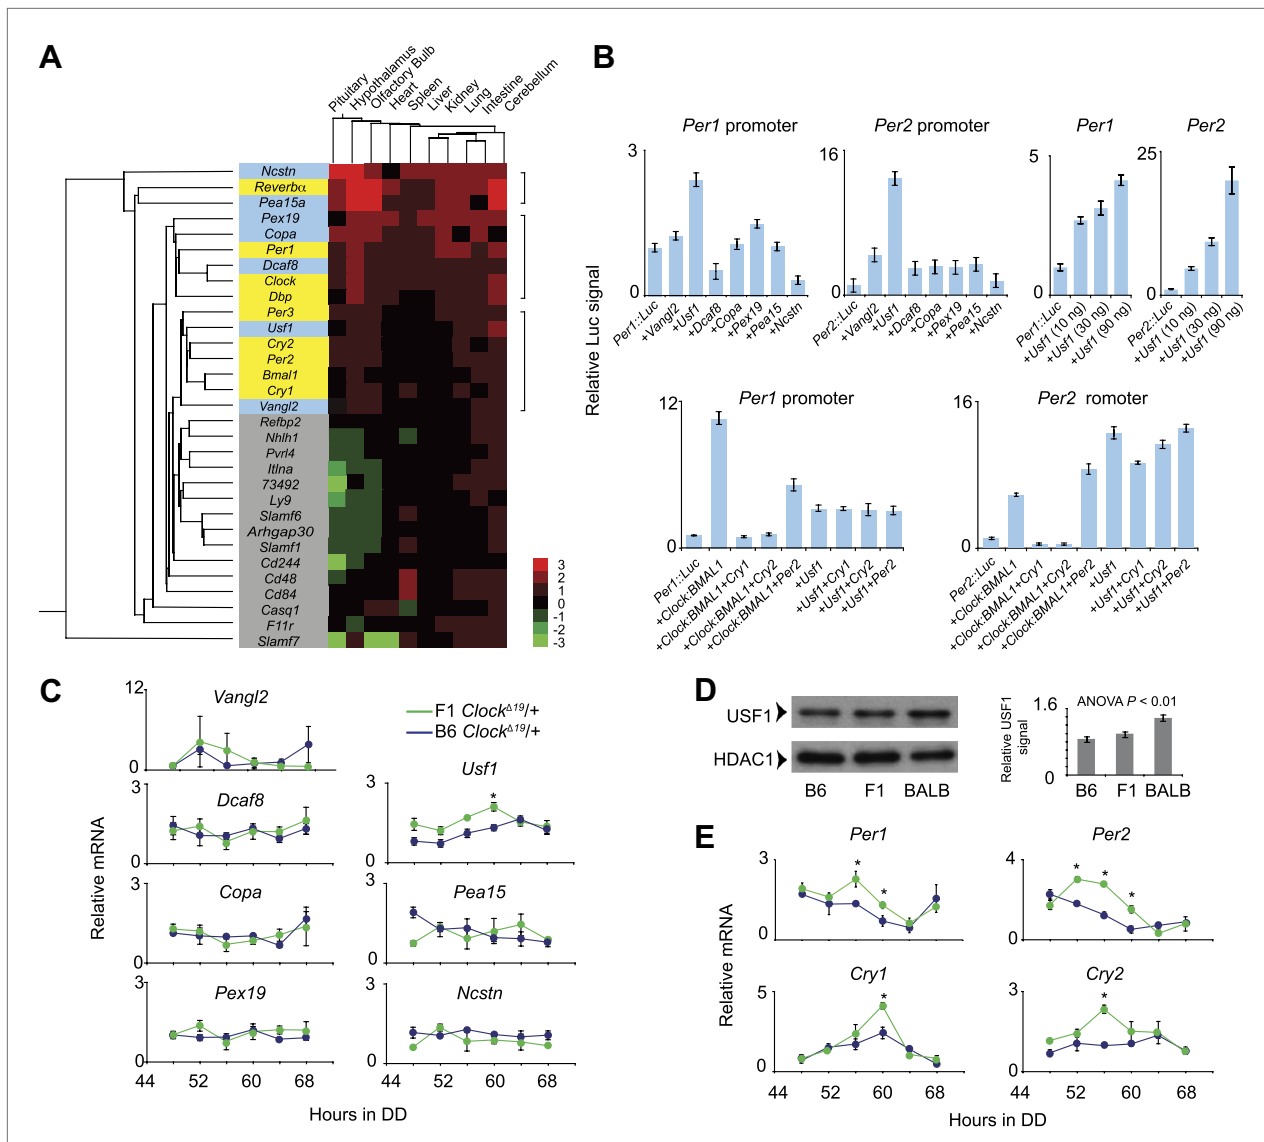 A
Pituitary
Hypothalamus
Olfactory Bulb
Heart
Spleen
Liver
Kidney
Lung
Intestine
Cerebellum
Ncstn
Reverbα
Pea15a
Pex19
Copa
Per1
Dcaf8
Clock
Dbp
Per3
Usf1
Cry2
Per2
Bmal1
Cry1
Vangl2
Refbp2
Nhlh1
Pvrl4
Itlna
73492
Ly9
Slamf6
Arhgap30
Slamf1
Cd244
Cd48
Cd84
Casq1
F11r
Slamf7
3
2
1
0
-1
-2
-3
B
Relative Luc signal
Per1 promoter
3
0
Per1::Luc
+Vangl2
+Usf1
+Dcaf8
+Copa
+Pex19
+Pea15
+Ncstn
Per2 promoter
16
0
Per2::Luc
+Vangl2
+Usf1
+Dcaf8
+Copa
+Pex19
+Pea15
+Ncstn
Per1
5
0
Per1::Luc
+Usf1 (10 ng)
+Usf1 (30 ng)
+Usf1 (90 ng)
Per2
25
0
Per2::Luc
+Usf1 (10 ng)
+Usf1 (30 ng)
+Usf1 (90 ng)
Per1 promoter
12
0
Per1::Luc
+Clock:BMAL1
+Clock:BMAL1+Cry1
+Clock:BMAL1+Cry2
+Clock:BMAL1+Per2
+Usf1
+Usf1+Cry1
+Usf1+Cry2
+Usf1+Per2
Per2 romoter
16
0
Per2::Luc
+Clock:BMAL1
+Clock:BMAL1+Cry1
+Clock:BMAL1+Cry2
+Clock:BMAL1+Per2
+Usf1
+Usf1+Cry1
+Usf1+Cry2
+Usf1+Per2
C
Relative mRNA
F1 Clock^Δ19/+
B6 Clock^Δ19/+
Vangl2
12
0
Dcaf8
3
0
Usf1
3
0
*
Copa
3
0
Pea15
3
0
Pex19
3
0
Ncstn
3
0
44 52 60 68
44 52 60 68
Hours in DD
D
USF1
HDAC1
B6 F1 BALB
ANOVA P < 0.01
Relative USF1
signal
1.6
0
B6 F1 BALB
E
Relative mRNA
Per1
3
0
* *
Per2
4
0
* * *
Cry1
5
0
*
Cry2
3
0
*
44 52 60 68
44 52 60 68
Hours in DD